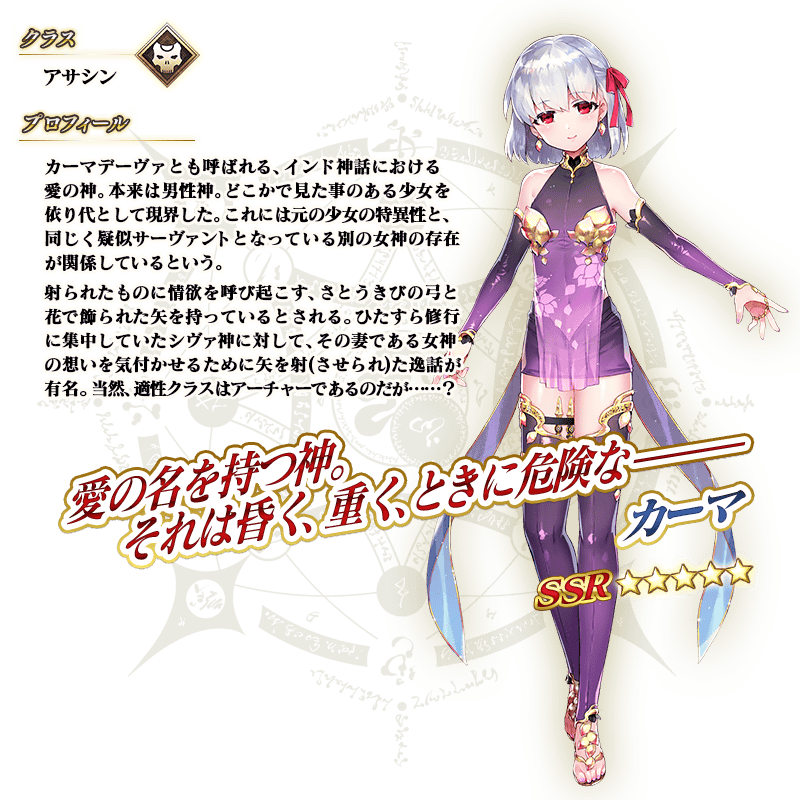 クラス
アサシン
プロフィール
カーマデーヴァとも呼ばれる、インド神話における
愛の神。本来は男性神。どこかで見た事のある少女を
依り代として現界した。これには元の少女の特異性と、
同じく疑似サーヴァントとなっている別の女神の存在
が関係しているという。
射られたものに情欲を呼び起こす、さとうきびの弓と
花で飾られた矢を持っているとされる。ひたすら修行
に集中していたシヴァ神に対して、その妻である女神
の想いを気付かせるために矢を射(させられ)た逸話が
有名。当然、適性クラスはアーチャーであるのだが……?
愛の名を持つ神。
それは昏く、重く、ときに危険な――
カーマ
SSR ☆☆☆☆☆